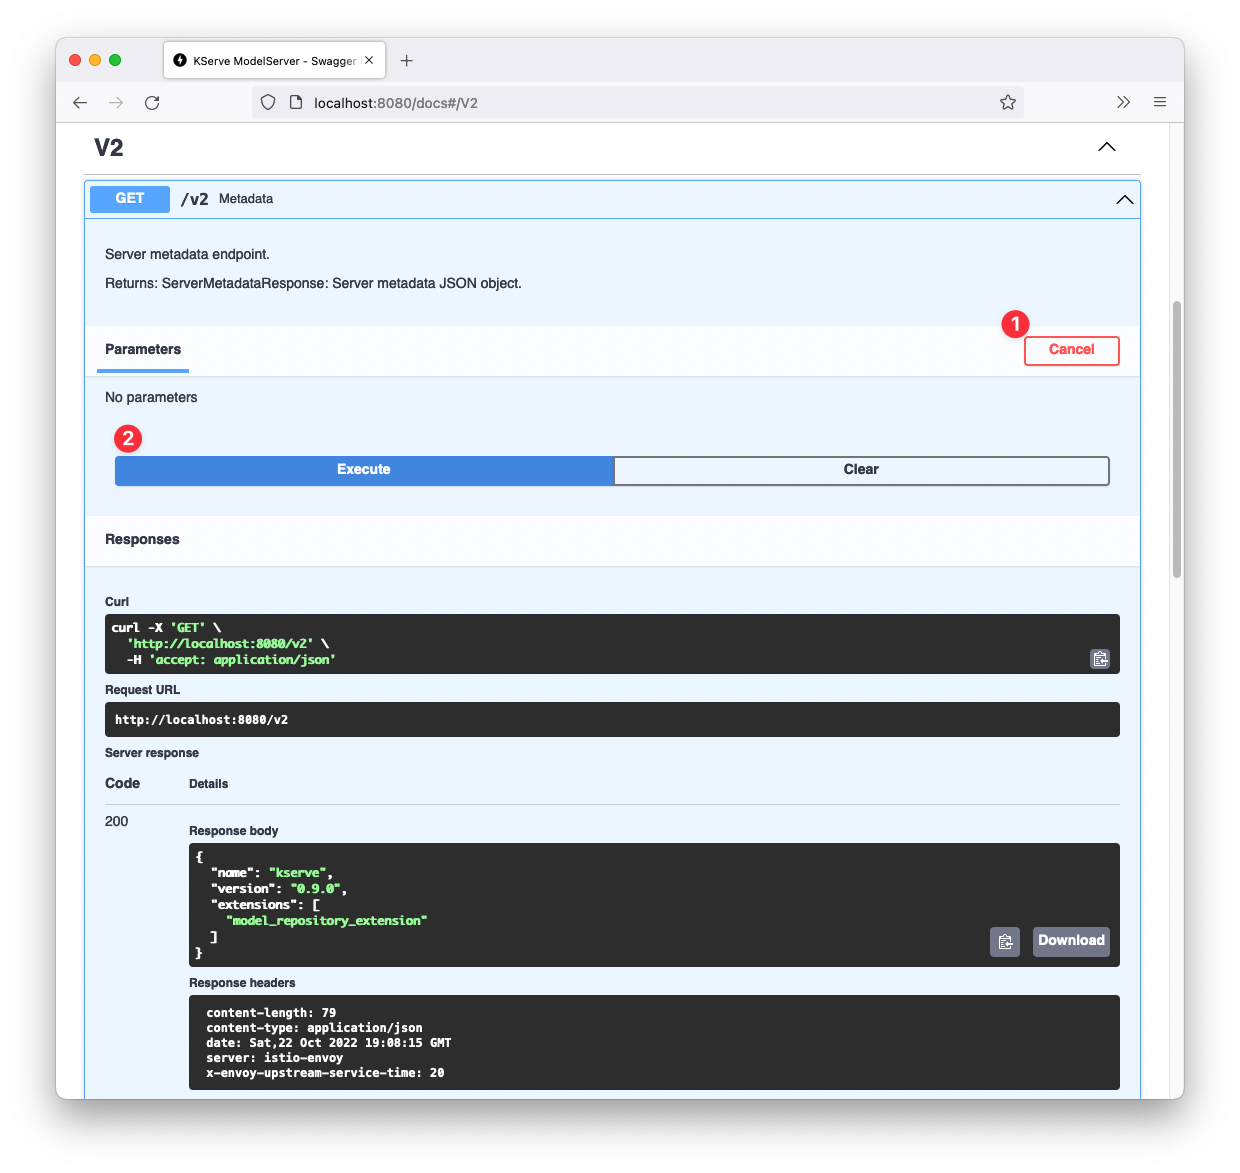 KServe ModelServer - Swagger
localhost:8080/docs#/V2
V2
GET /v2 Metadata
Server metadata endpoint.
Returns: ServerMetadataResponse: Server metadata JSON object.
1
Parameters Cancel
No parameters
2
Execute Clear
Responses
Curl
curl -X 'GET' \
'http://localhost:8080/v2' \
-H 'accept: application/json'
Request URL
http://localhost:8080/v2
Server response
Code Details
200
Response body
{
"name": "kserve",
"version": "0.9.0",
"extensions": [
"model_repository_extension"
]
}
Download
Response headers
content-length: 79
content-type: application/json
date: Sat,22 Oct 2022 19:08:15 GMT
server: istio-envoy
x-envoy-upstream-service-time: 20